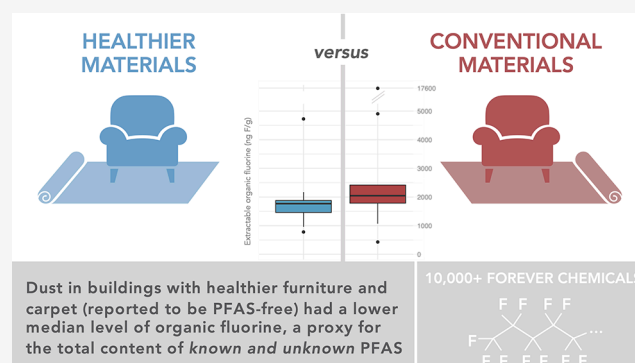 HEALTHIER
MATERIALS
versus
CONVENTIONAL
MATERIALS
Extractable organic fluorine (ng F/g)
17600
5000
4000
3000
2000
1000
0
Dust in buildings with healthier furniture and
carpet (reported to be PFAS-free) had a lower
median level of organic fluorine, a proxy for
the total content of known and unknown PFAS
10,000+ FOREVER CHEMICALS
F F F F
F
...
F F F F F F